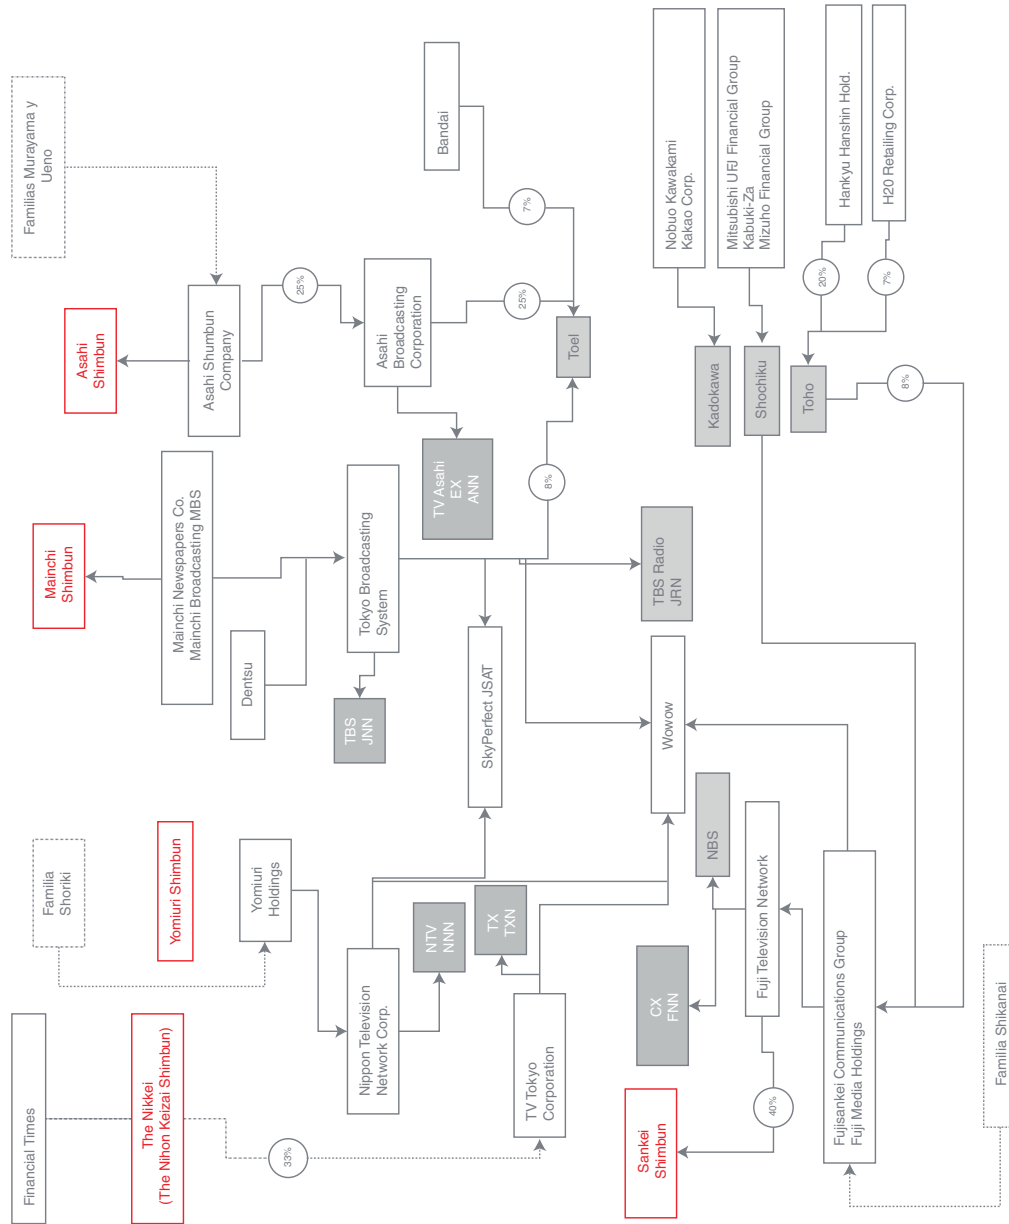 Financial Times
Familias Murayama y
Ueno
Familia
Shoriki
Mainchi
Shimbun
Asahi
Shimbun
The Nikkei
(The Nihon Keizai Shimbun)
Yomiuri Shimbun
Mainchi Newspapers Co.
Mainchi Broadcasting MBS
Asahi Shumbun
Company
Yomiuri
Holdings
Dentsu
33%
25%
Nippon Television
Network Corp.
TBS
JNN
Tokyo Broadcasting
System
Asahi
Broadcasting
Corporation
NTV
NNN
TV Asahi
EX
ANN
Bandai
TX
TXN
SkyPerfect JSAT
25%
7%
TV Tokyo
Corporation
8%
Toel
Sankei
Shimbun
CX
FNN
Wowow
TBS Radio
JRN
Nobuo Kawakami
Kakao Corp.
NBS
Kadokawa
Mitsubishi UFJ Financial Group
Kabuki-Za
Mizuho Financial Group
40%
Fuji Television Network
Shochiku
Toho
20%
Hankyu Hanshin Hold.
Fujisankei Communications Group
Fuji Media Holdings
8%
7%
H20 Retailing Corp.
Familia Shikanai